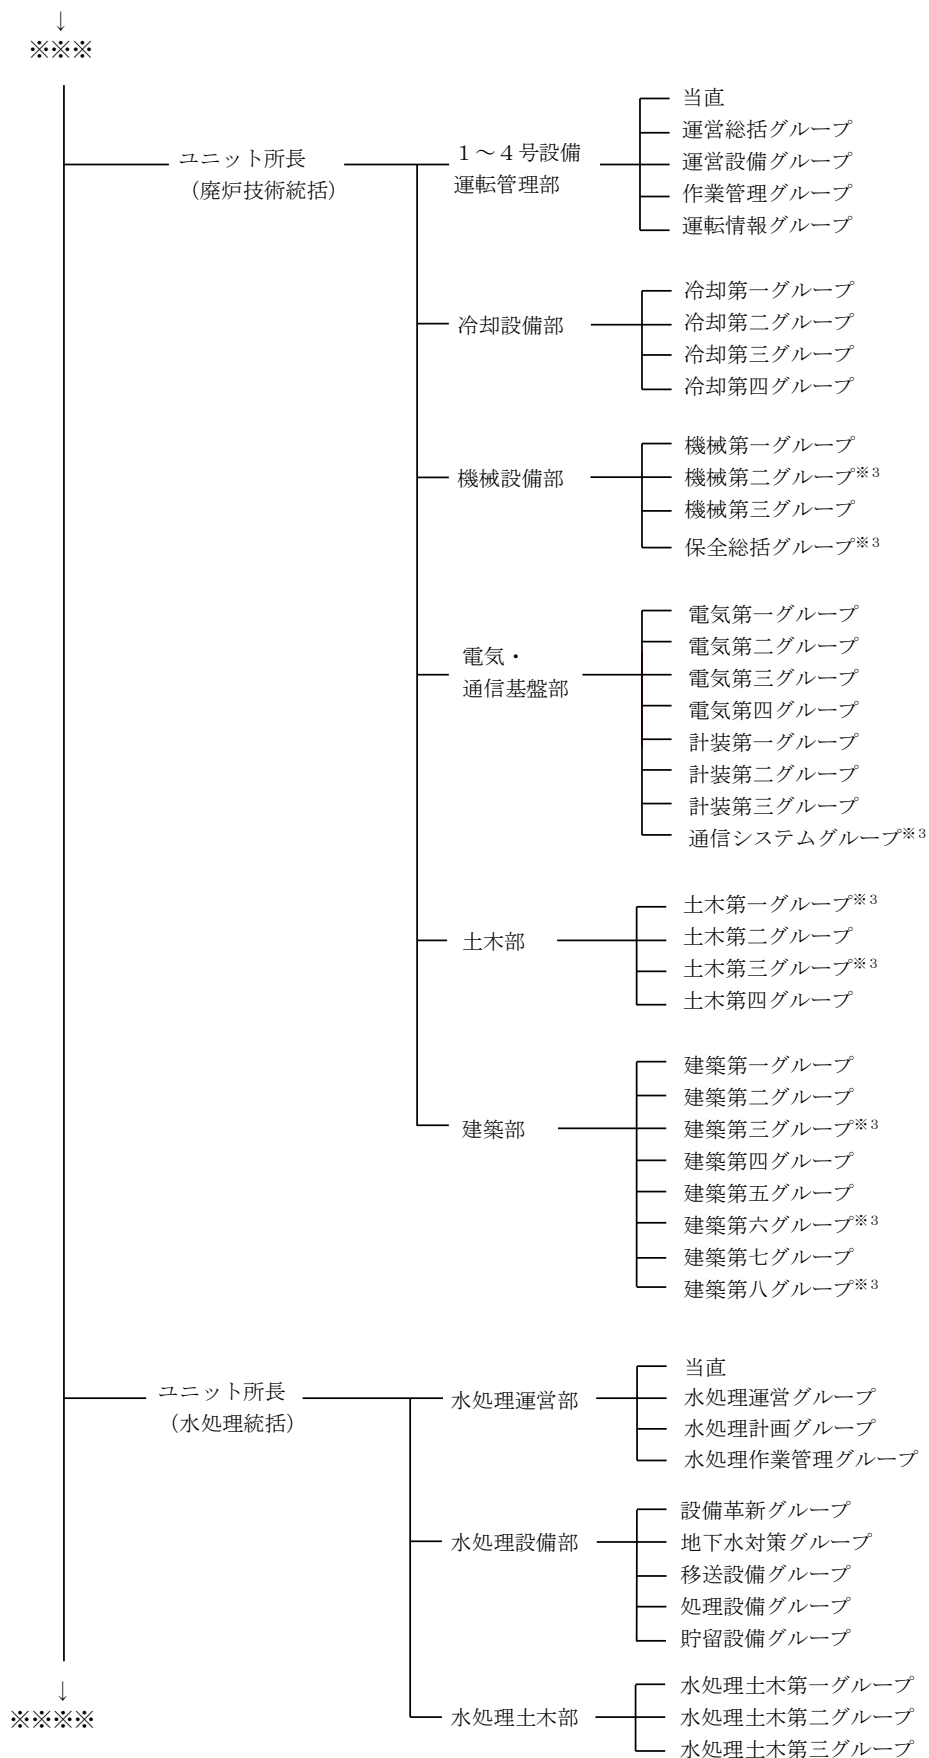 ↓
※※※
ユニット所長
（廃炉技術統括）
１～４号設備
運転管理部
当直
運営総括グループ
運営設備グループ
作業管理グループ
運転情報グループ
冷却設備部
冷却第一グループ
冷却第二グループ
冷却第三グループ
冷却第四グループ
機械設備部
機械第一グループ
機械第二グループ※3
機械第三グループ
保全総括グループ※3
電気・
通信基盤部
電気第一グループ
電気第二グループ
電気第三グループ
電気第四グループ
計装第一グループ
計装第二グループ
計装第三グループ
通信システムグループ※3
土木部
土木第一グループ※3
土木第二グループ
土木第三グループ※3
土木第四グループ
建築部
建築第一グループ
建築第二グループ
建築第三グループ※3
建築第四グループ
建築第五グループ
建築第六グループ※3
建築第七グループ
建築第八グループ※3
ユニット所長
（水処理統括）
水処理運営部
当直
水処理運営グループ
水処理計画グループ
水処理作業管理グループ
水処理設備部
設備革新グループ
地下水対策グループ
移送設備グループ
処理設備グループ
貯留設備グループ
水処理土木部
水処理土木第一グループ
水処理土木第二グループ
水処理土木第三グループ
↓
※※※※